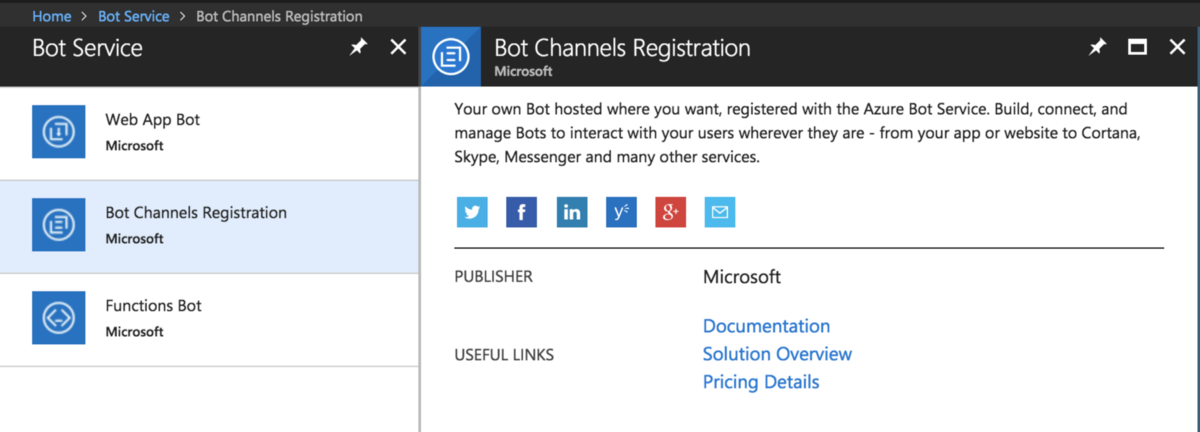 Home > Bot Service > Bot Channels Registration
Bot Service
Web App Bot
Microsoft
Bot Channels Registration
Microsoft
Functions Bot
Microsoft
Bot Channels Registration
Microsoft
Your own Bot hosted where you want, registered with the Azure Bot Service. Build, connect, and
manage Bots to interact with your users wherever they are - from your app or website to Cortana,
Skype, Messenger and many other services.
PUBLISHER Microsoft
Documentation
USEFUL LINKS Solution Overview
Pricing Details